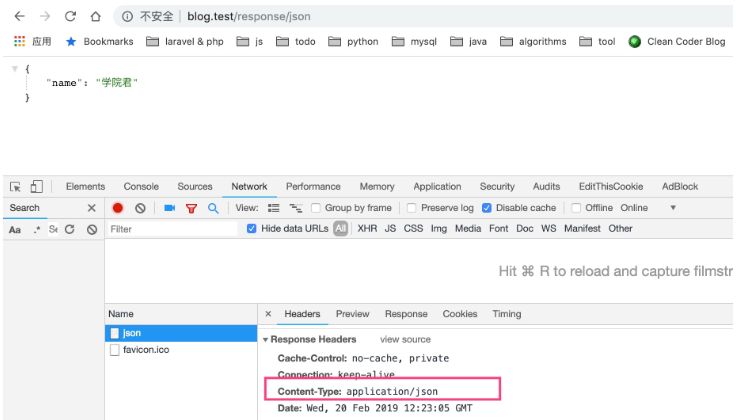 不安全 | blog.test/response/json
应用 Bookmarks laravel & php js todo python mysql java algorithms tool Clean Coder Blog
{
"name": "学院君"
}
Elements Console Sources Network Performance Memory Application Security Audits EditThisCookie AdBlock
Search View: Group by frame Preserve log Disable cache Offline Online
Aa .* Se Filter Hide data URLs All XHR JS CSS Img Media Font Doc WS Manifest Other
Hit ⌘ R to reload and capture filmstr
Name × Headers Preview Response Cookies Timing
json
favicon.ico
Response Headers view source
Cache-Control: no-cache, private
Connection: keep-alive
Content-Type: application/json
Date: Wed, 20 Feb 2019 12:23:05 GMT